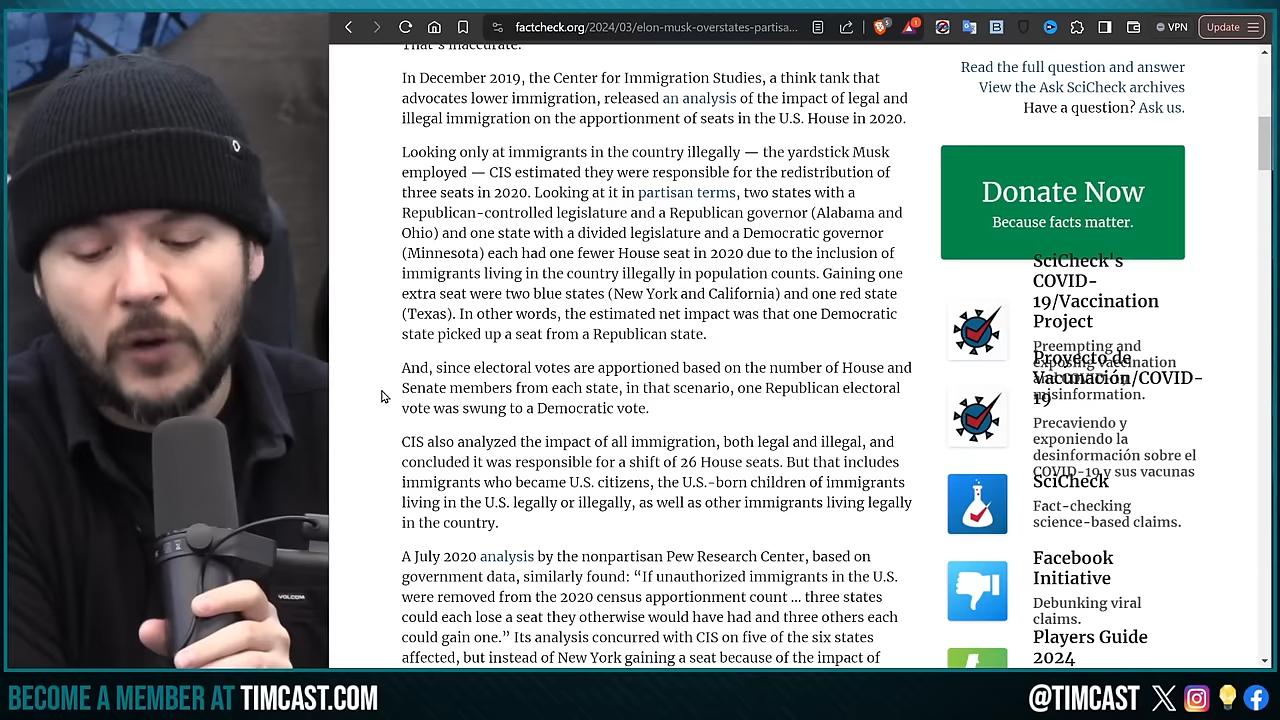 factcheck.org/2024/03/elon-musk-overstates-partisa...
VPN
Update
That's inaccurate.
In December 2019, the Center for Immigration Studies, a think tank that
advocates lower immigration, released an analysis of the impact of legal and
illegal immigration on the apportionment of seats in the U.S. House in 2020.
Looking only at immigrants in the country illegally — the yardstick Musk
employed — CIS estimated they were responsible for the redistribution of
three seats in 2020. Looking at it in partisan terms, two states with a
Republican-controlled legislature and a Republican governor (Alabama and
Ohio) and one state with a divided legislature and a Democratic governor
(Minnesota) each had one fewer House seat in 2020 due to the inclusion of
immigrants living in the country illegally in population counts. Gaining one
extra seat were two blue states (New York and California) and one red state
(Texas). In other words, the estimated net impact was that one Democratic
state picked up a seat from a Republican state.
And, since electoral votes are apportioned based on the number of House and
Senate members from each state, in that scenario, one Republican electoral
vote was swung to a Democratic vote.
CIS also analyzed the impact of all immigration, both legal and illegal, and
concluded it was responsible for a shift of 26 House seats. But that includes
immigrants who became U.S. citizens, the U.S.-born children of immigrants
living in the U.S. legally or illegally, as well as other immigrants living legally
in the country.
A July 2020 analysis by the nonpartisan Pew Research Center, based on
government data, similarly found: “If unauthorized immigrants in the U.S.
were removed from the 2020 census apportionment count ... three states
could each lose a seat they otherwise would have had and three others each
could gain one.” Its analysis concurred with CIS on five of the six states
affected, but instead of New York gaining a seat because of the impact of
Read the full question and answer
View the Ask SciCheck archives
Have a question? Ask us.
Donate Now
Because facts matter.
SciCheck's
COVID-
19/Vaccination
Project
Preempting and
exposing vaccination
and COVID-19
misinformation.
Proyecto de
Vacunación/COVID-
19
Precaviendo y
exponiendo la
desinformación sobre el
COVID-19 y sus vacunas
SciCheck
Fact-checking
science-based claims.
Facebook
Initiative
Debunking viral
claims.
Players Guide
2024
VOLCOM
BECOME A MEMBER AT TIMCAST.COM
@TIMCAST